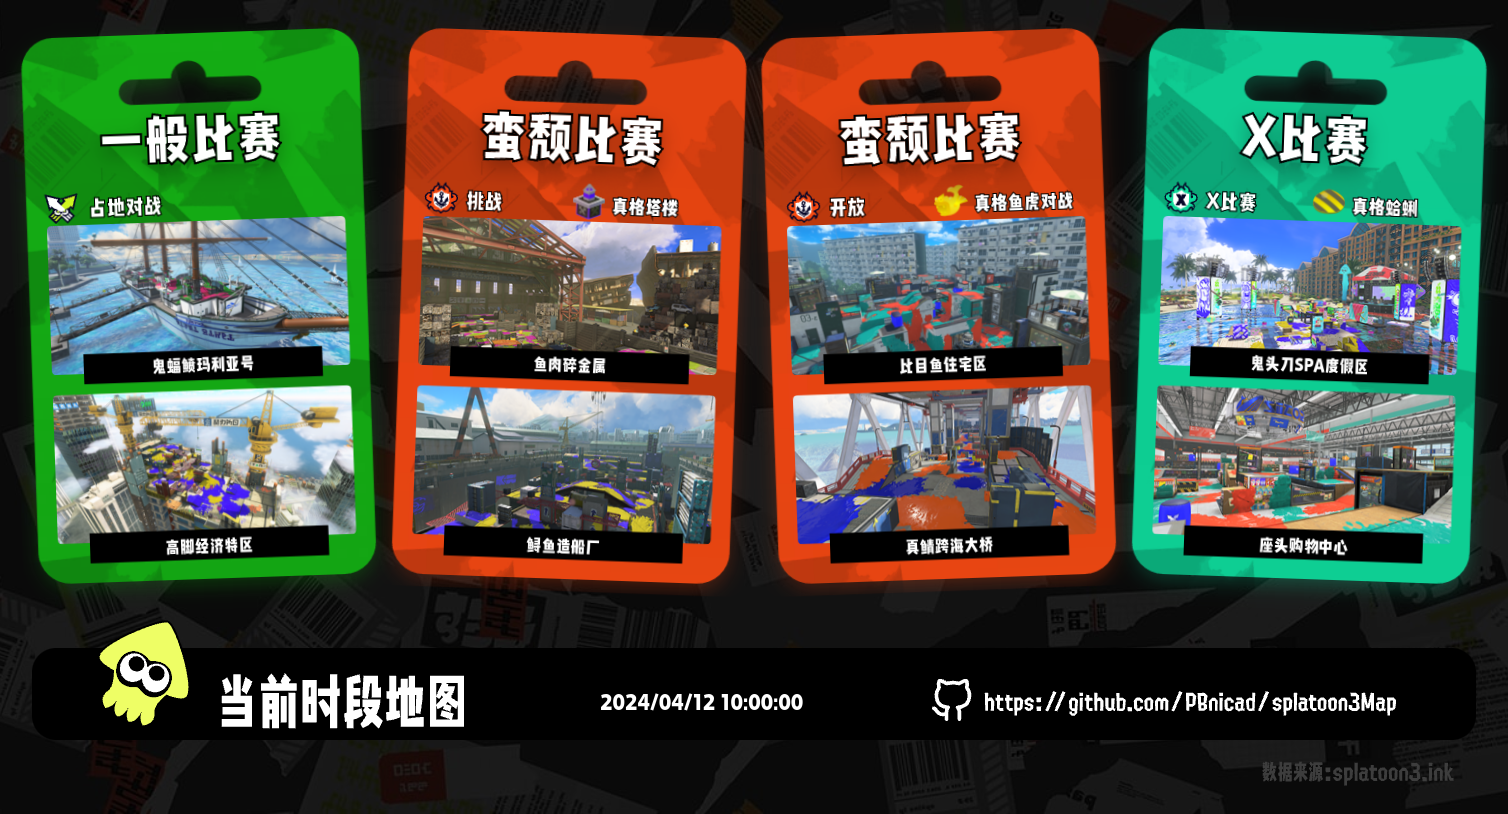 一般比赛
占地对战
鬼蝠鲼玛利亚号
高脚经济特区
蛮颓比赛
挑战
真格塔楼
鱼肉碎金属
鲟鱼造船厂
蛮颓比赛
开放
真格鱼虎对战
比目鱼住宅区
真鲷跨海大桥
X比赛
X比赛
真格蛤蜊
鬼头刀SPA度假区
座头购物中心
当前时段地图
2024/04/12 10:00:00
https://github.com/PBnicad/splatoon3Map
数据来源:splatoon3.ink